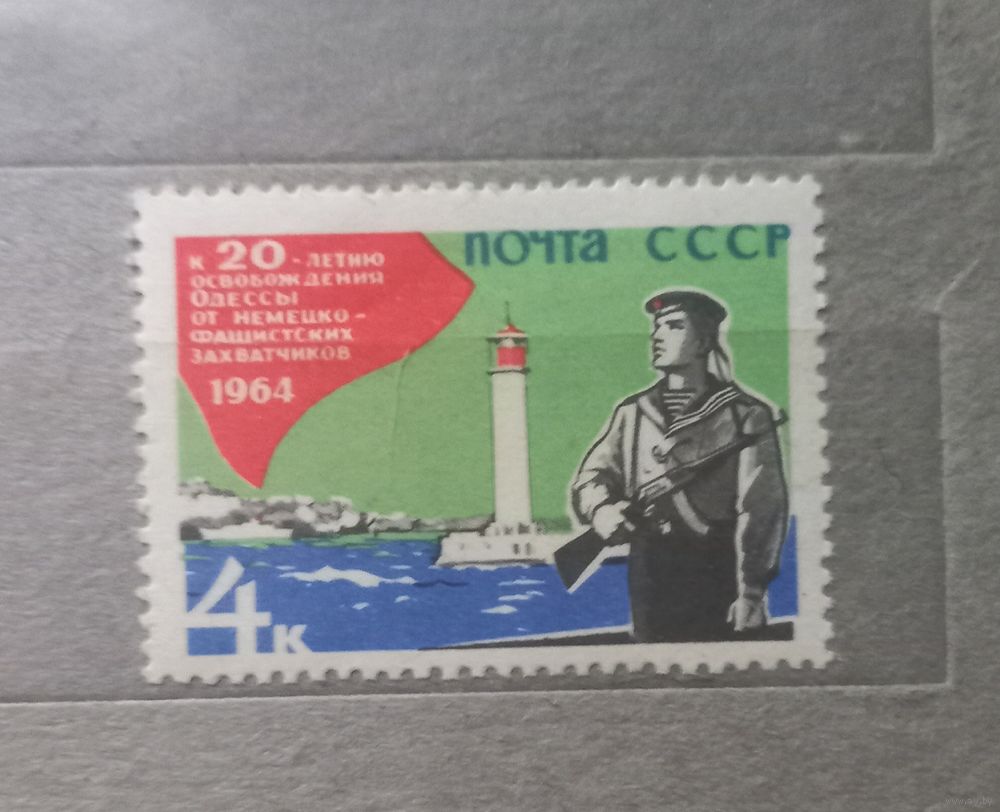 ПОЧТА СССР
К 20-ЛЕТИЮ
ОСВОБОЖДЕНИЯ
ОДЕССЫ
ОТ НЕМЕЦКО-
ФАШИСТСКИХ
ЗАХВАТЧИКОВ
1964
4К